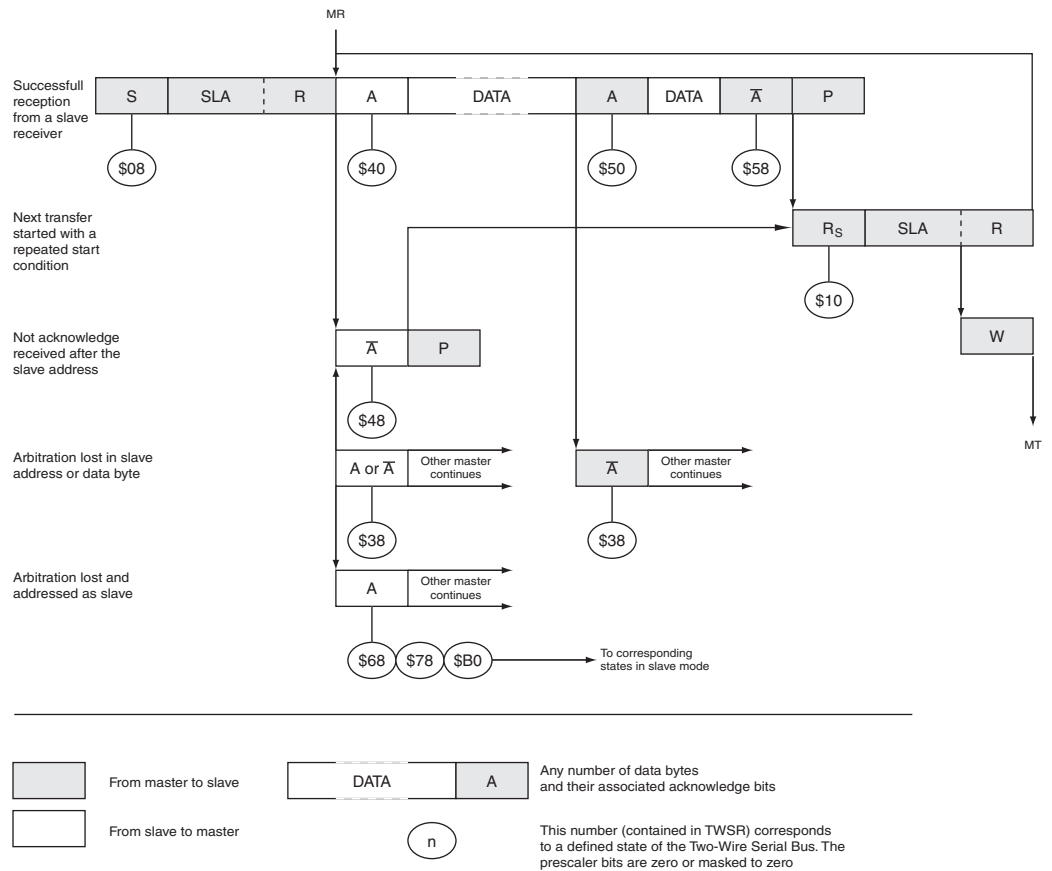 MR
Successfull
reception
from a slave
receiver
S SLA R A DATA A DATA A̅ P
$08 $40 $50 $58
Next transfer
started with a
repeated start
condition
RS SLA R
$10
Not acknowledge
received after the
slave address
A̅ P
W
$48
MT
Arbitration lost in slave
address or data byte
A or A̅
Other master
continues
A̅
Other master
continues
$38 $38
Arbitration lost and
addressed as slave
A
Other master
continues
$68 $78 $B0
To corresponding
states in slave mode
From master to slave
DATA A
Any number of data bytes
and their associated acknowledge bits
From slave to master
n
This number (contained in TWSR) corresponds
to a defined state of the Two-Wire Serial Bus. The
prescaler bits are zero or masked to zero